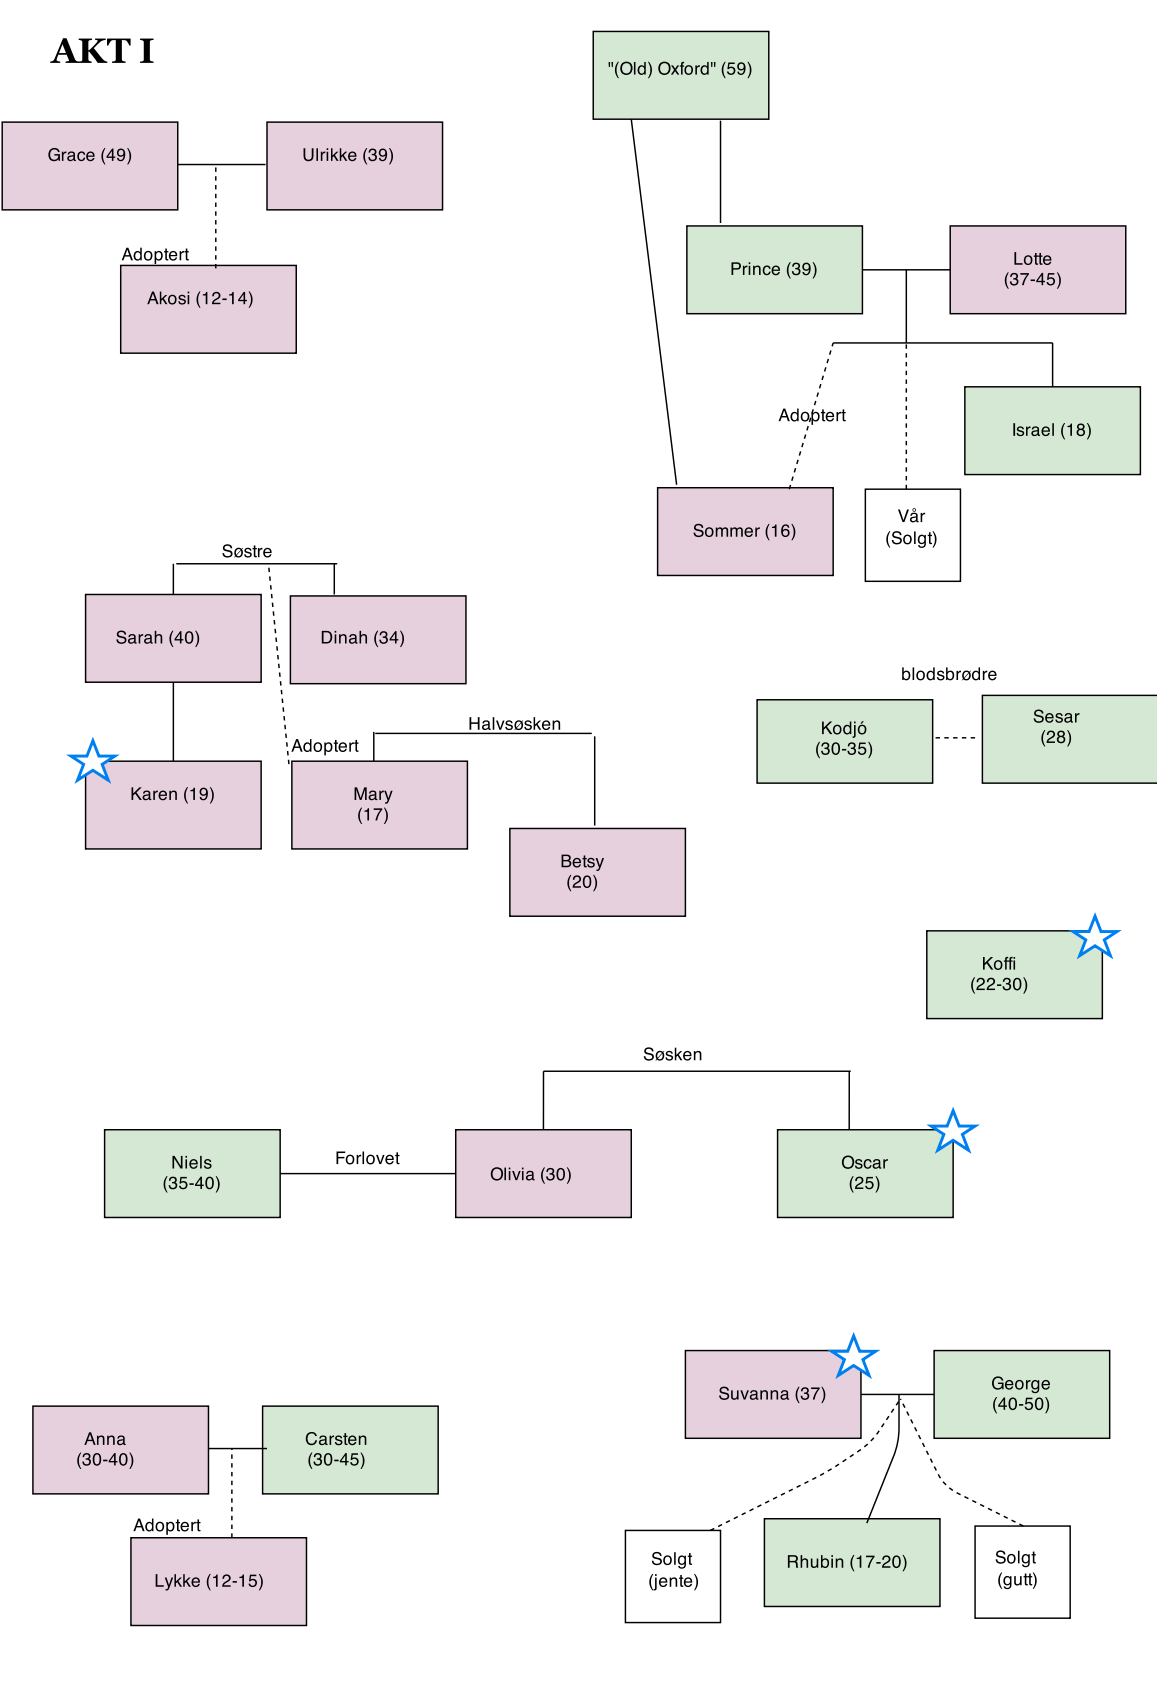 AKT I
"(Old) Oxford" (59)
Grace (49)
Ulrikke (39)
Adoptert
Akosi (12-14)
Prince (39)
Lotte
(37-45)
Adoptert
Israel (18)
Sommer (16)
Vår
(Solgt)
Søstre
Sarah (40)
Dinah (34)
Halvsøsken
Adoptert
Karen (19)
Mary
(17)
Betsy
(20)
blodsbrødre
Kodjó
(30-35)
Sesar
(28)
Koffi
(22-30)
Søsken
Niels
(35-40)
Forlovet
Olivia (30)
Oscar
(25)
Suvanna (37)
George
(40-50)
Anna
(30-40)
Carsten
(30-45)
Adoptert
Lykke (12-15)
Solgt
(jente)
Rhubin (17-20)
Solgt
(gutt)